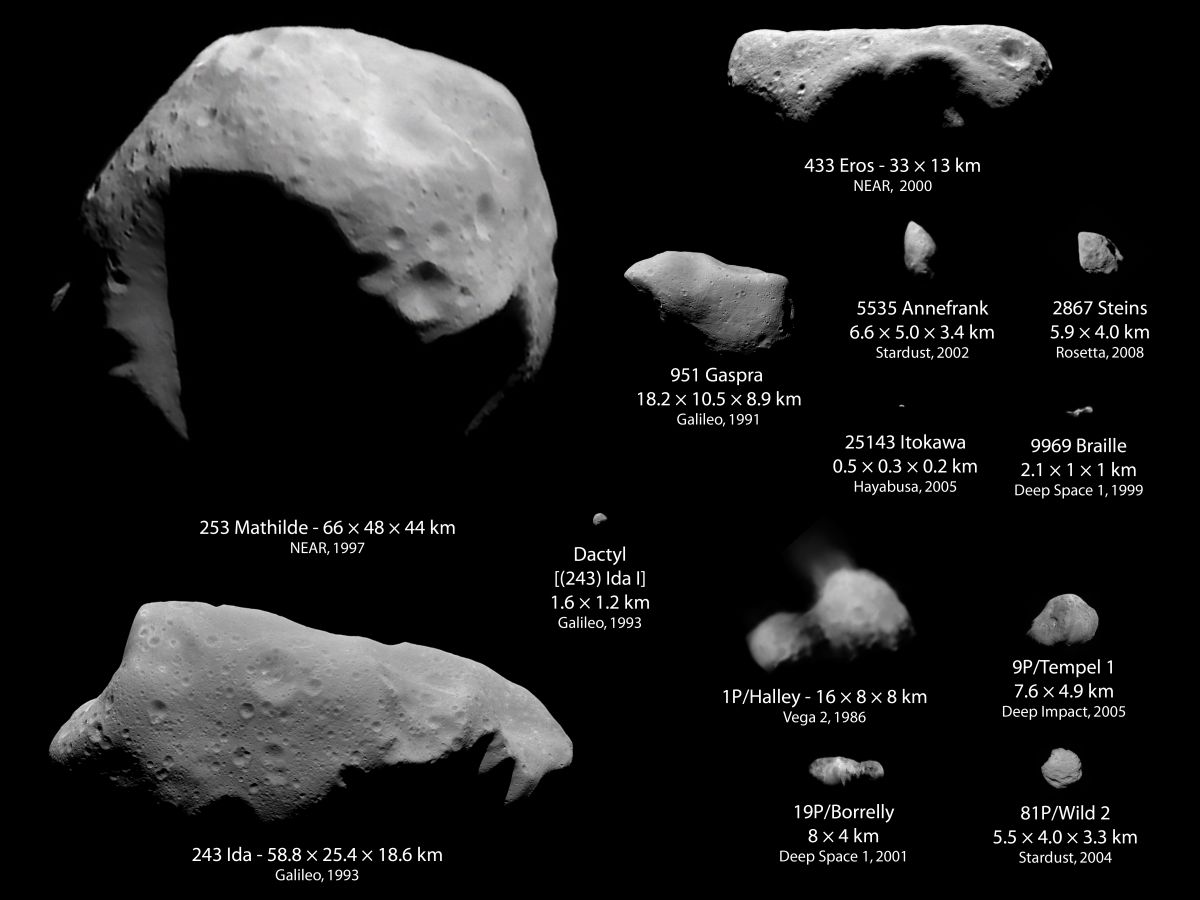 433 Eros - 33 × 13 km
NEAR, 2000
5535 Annefrank
6.6 × 5.0 × 3.4 km
Stardust, 2002
2867 Steins
5.9 × 4.0 km
Rosetta, 2008
951 Gaspra
18.2 × 10.5 × 8.9 km
Galileo, 1991
25143 Itokawa
0.5 × 0.3 × 0.2 km
Hayabusa, 2005
9969 Braille
2.1 × 1 × 1 km
Deep Space 1, 1999
253 Mathilde - 66 × 48 × 44 km
NEAR, 1997
Dactyl
[(243) Ida I]
1.6 × 1.2 km
Galileo, 1993
1P/Halley - 16 × 8 × 8 km
Vega 2, 1986
9P/Tempel 1
7.6 × 4.9 km
Deep Impact, 2005
19P/Borrelly
8 × 4 km
Deep Space 1, 2001
81P/Wild 2
5.5 × 4.0 × 3.3 km
Stardust, 2004
243 Ida - 58.8 × 25.4 × 18.6 km
Galileo, 1993